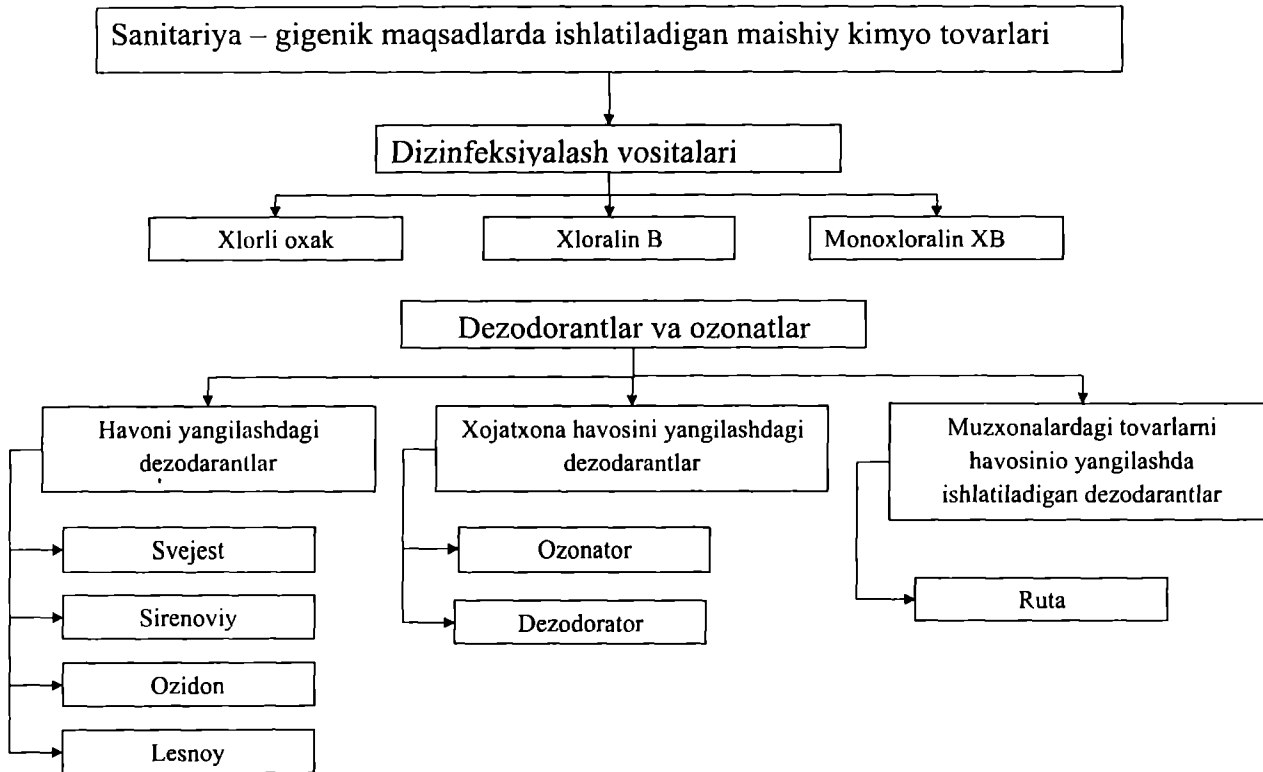 Sanitariya – gigenik maqsadlarda ishlatiladigan maishiy kimyo tovarlari
Dizinfeksiyalash vositalari
Xlorli oxak
Xloralin B
Monoxloralin XB
Dezodorantlar va ozonatlar
Havoni yangilashdagi
dezodarantlar
Xojatxona havosini yangilashdagi
dezodarantlar
Muzxonalardagi tovarlarni
havosinio yangilashda
ishlatiladigan dezodarantlar
Svejest
Sirenoviy
Ozidon
Lesnoy
Ozonator
Dezodorator
Ruta